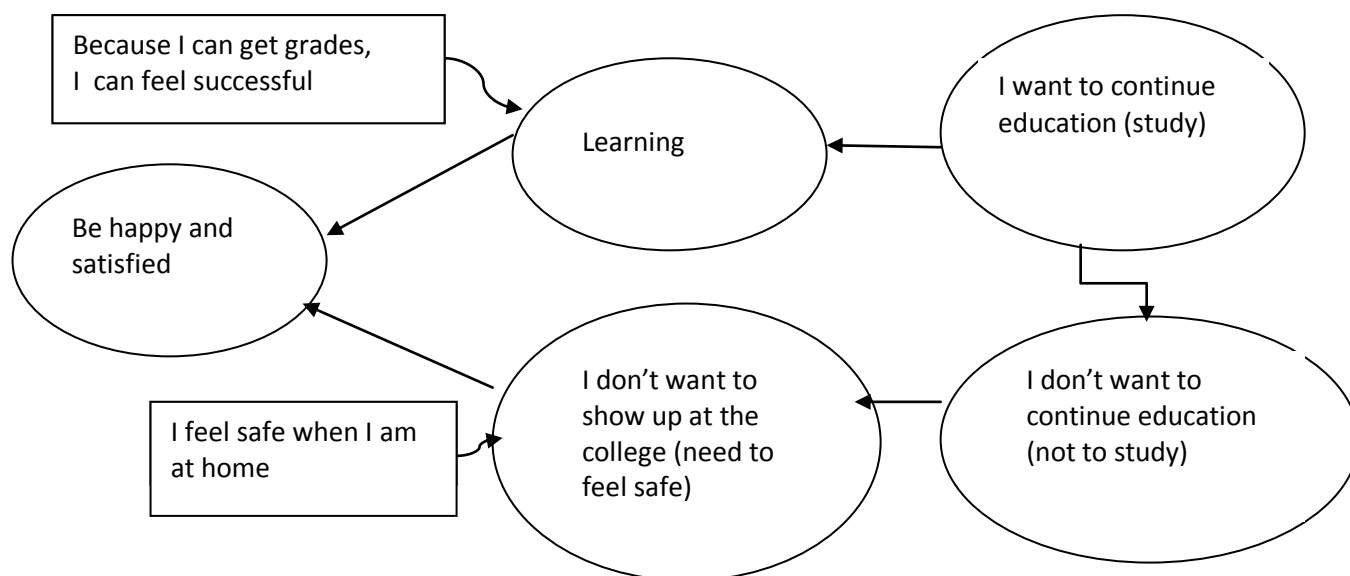 Because I can get grades,
I can feel successful
Learning
I want to continue
education (study)
Be happy and
satisfied
I don’t want to
show up at the
college (need to
feel safe)
I don’t want to
continue education
(not to study)
I feel safe when I am
at home